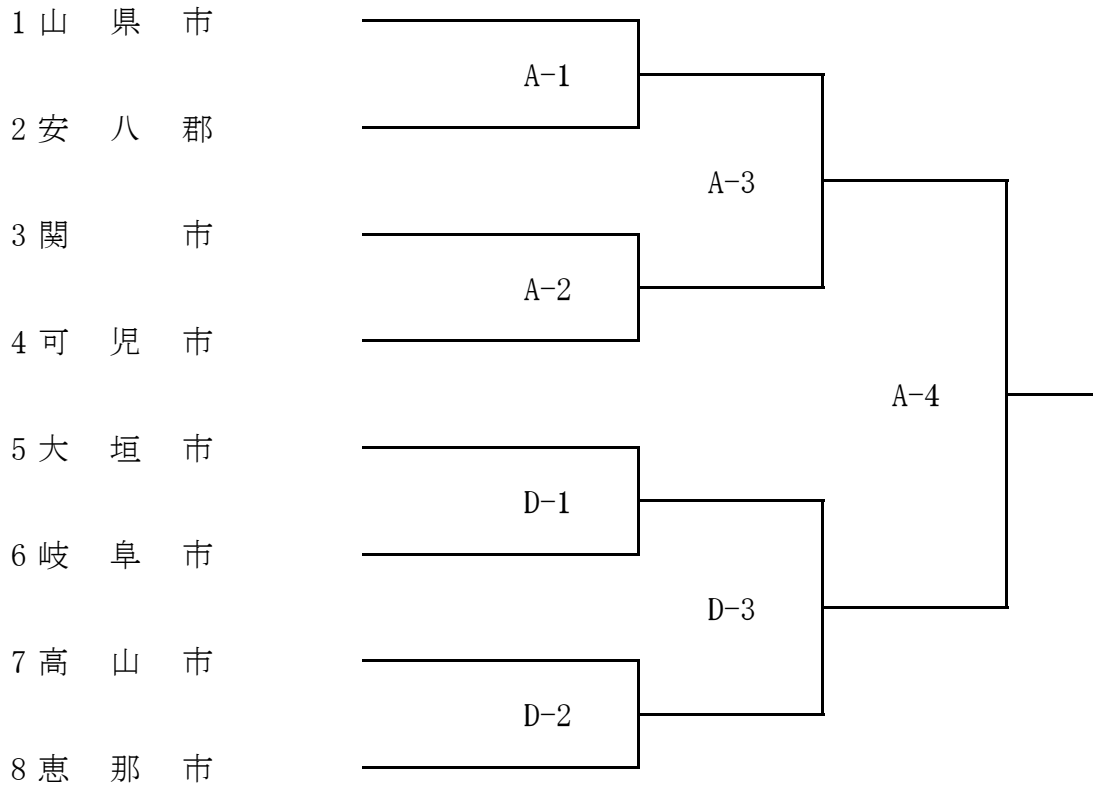 1 山 県 市
A-1
2 安 八 郡
A-3
3 関 市
A-2
4 可 児 市
A-4
5 大 垣 市
D-1
6 岐 阜 市
D-3
7 高 山 市
D-2
8 恵 那 市